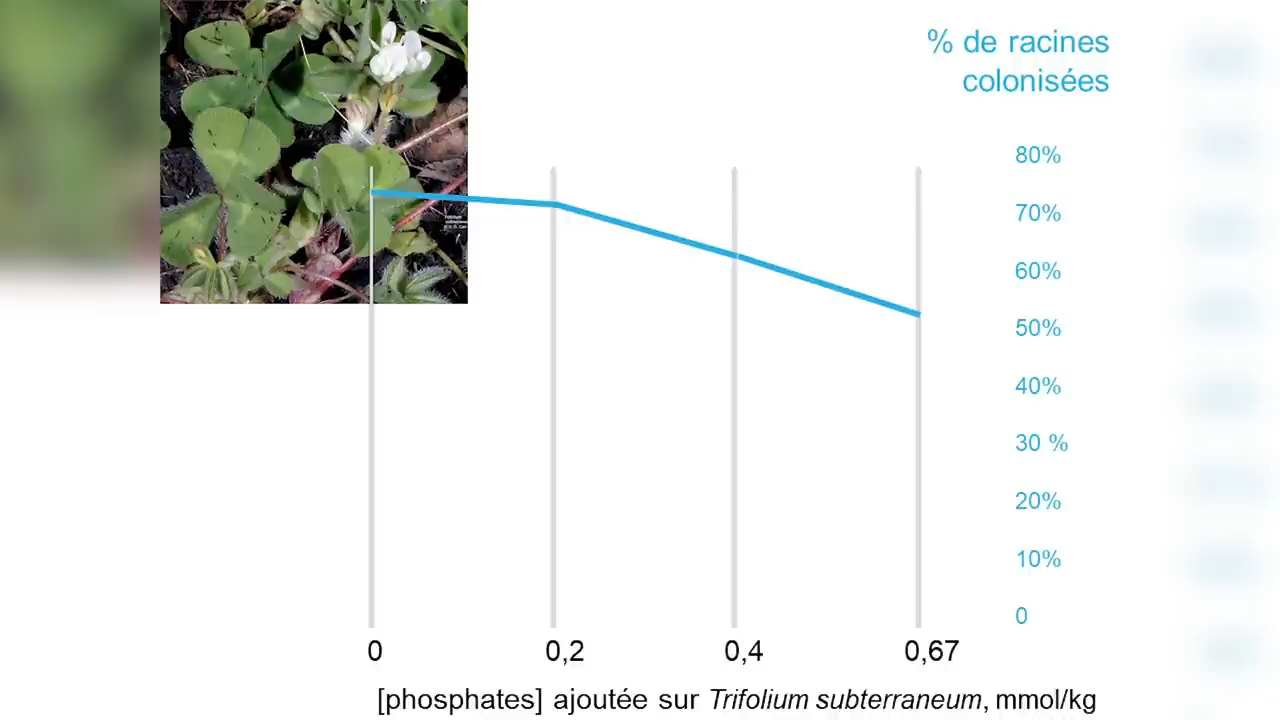 % de racines
colonisées
80%
70%
60%
50%
40%
30 %
20%
10%
0
0 0,2 0,4 0,67
[phosphates] ajoutée sur Trifolium subterraneum, mmol/kg